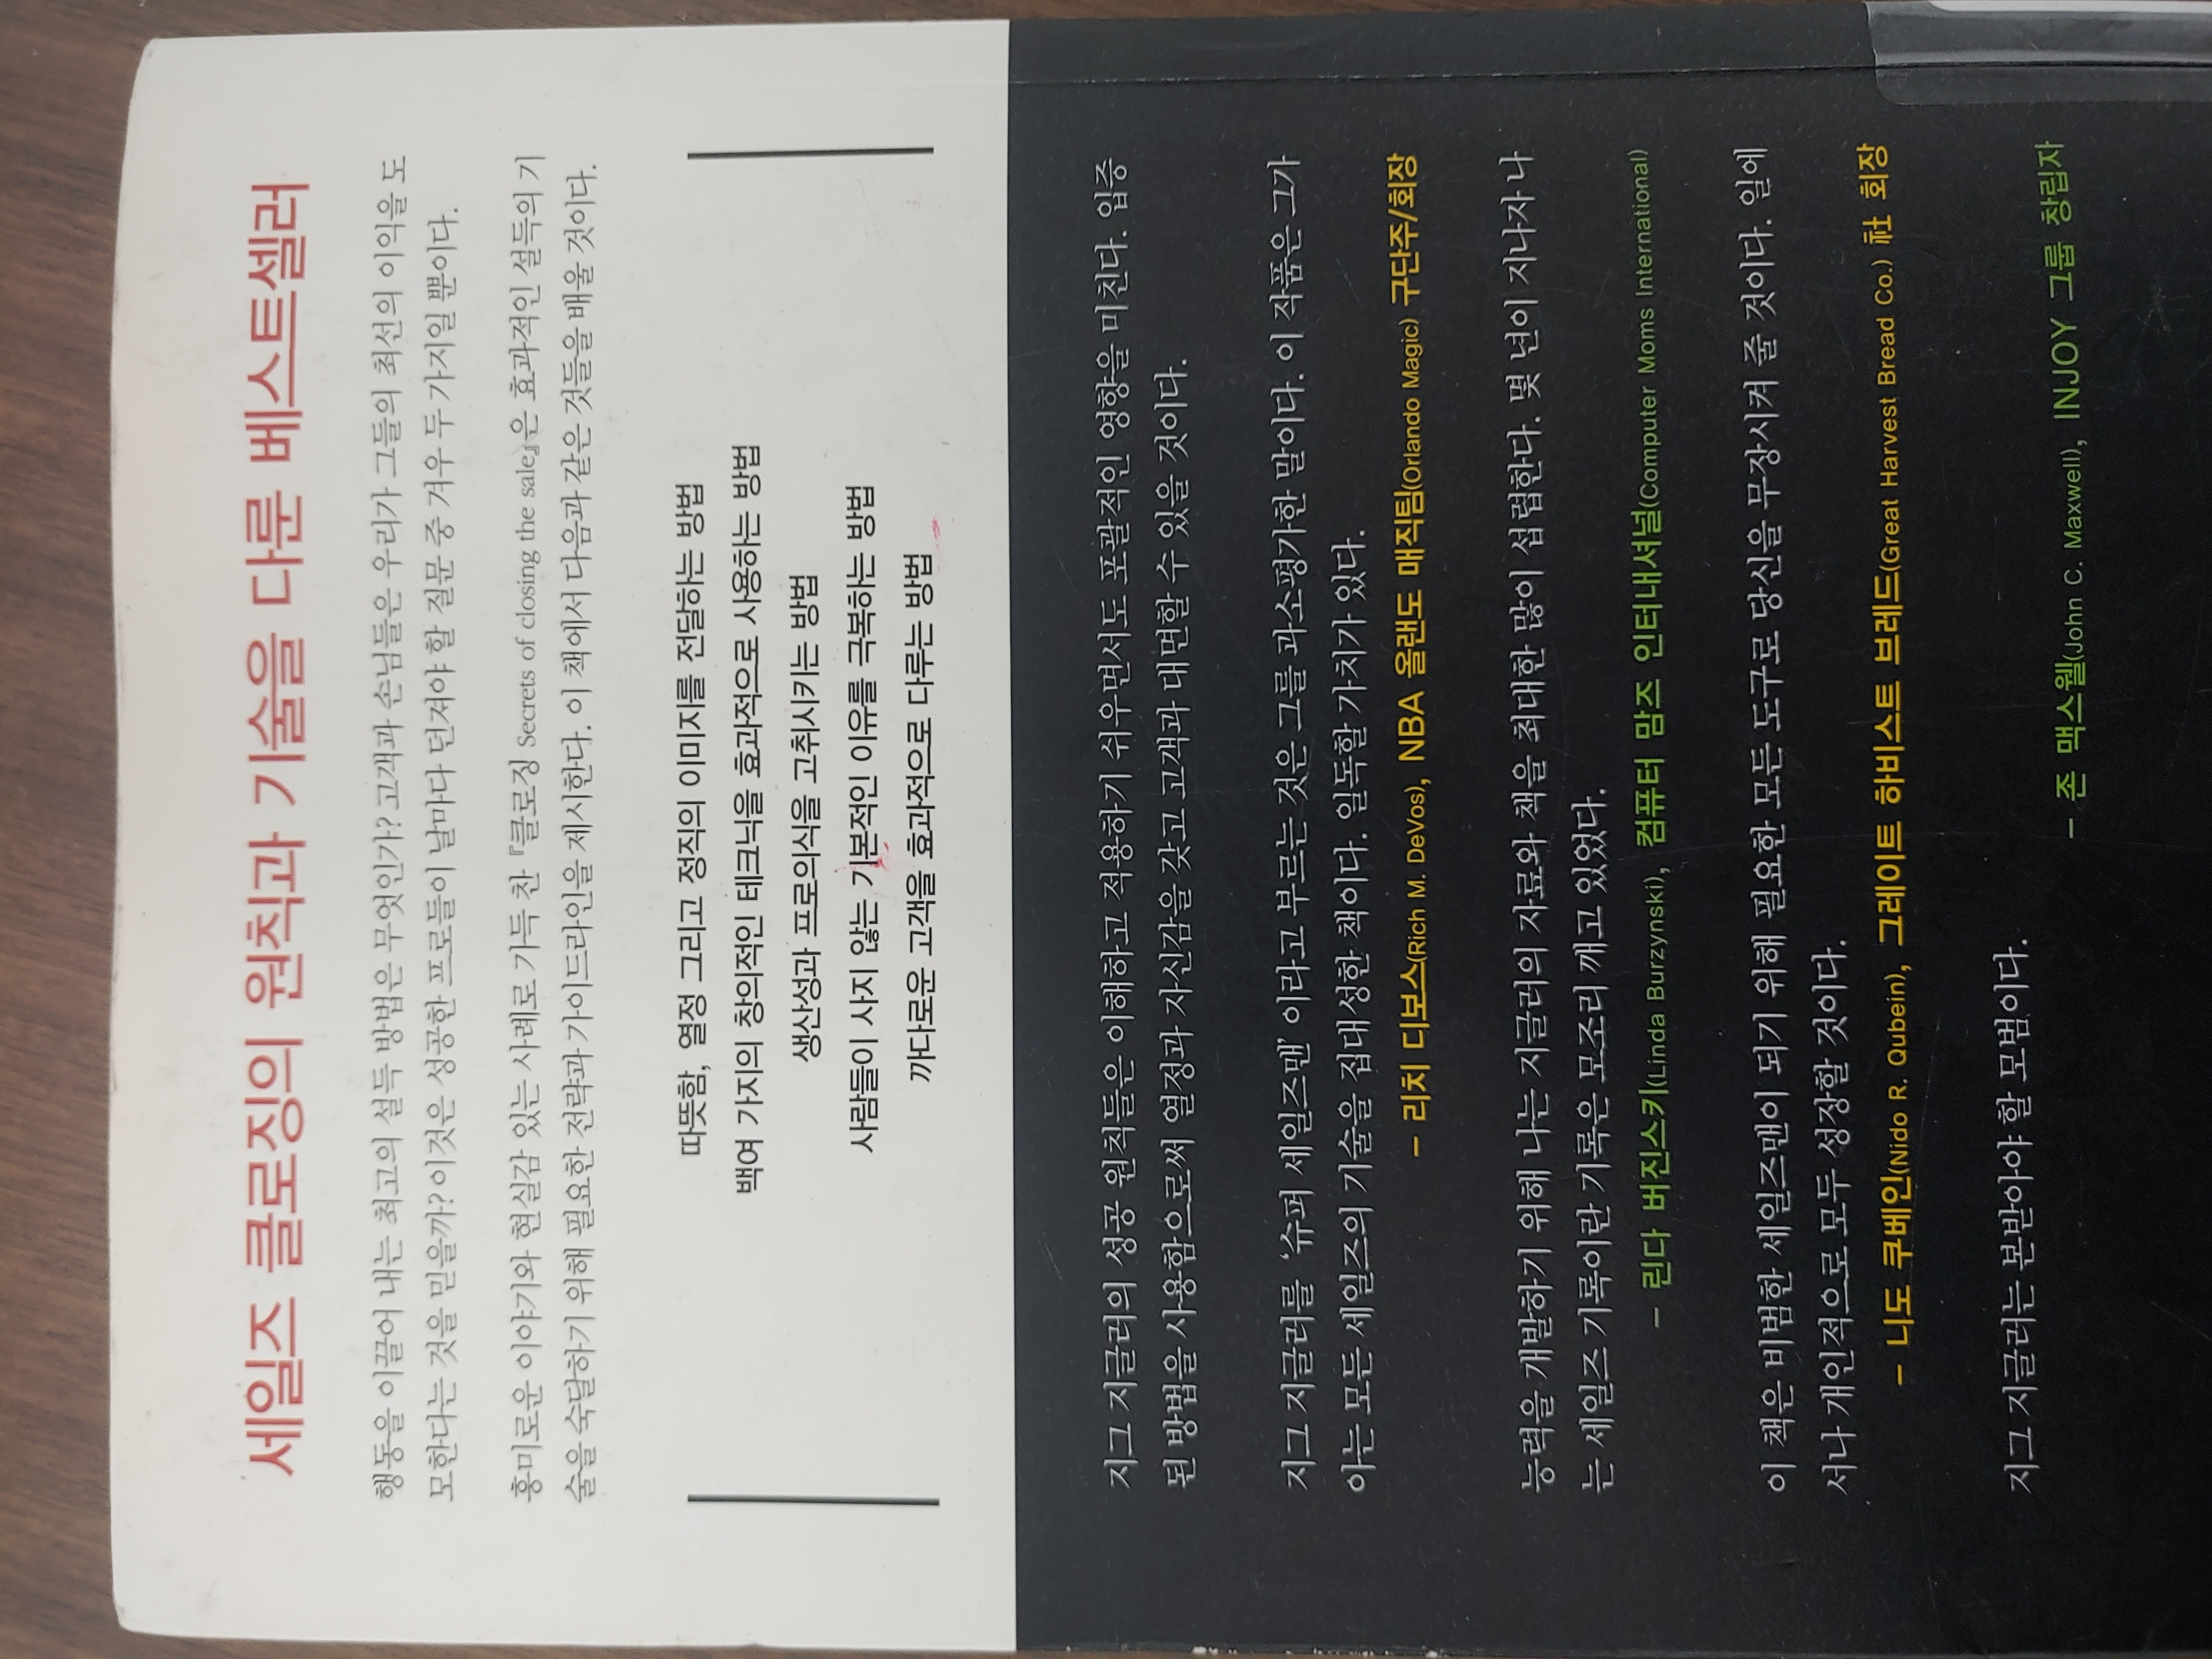 세일즈 클로징의 원칙과 기술을 다룬 베스트셀러
행동을 이끌어 내는 최고의 설득 방법은 무엇인가? 고객과 손님들은 우리가 그들의 최선의 이익을 도
모한다는 것을 믿을까? 이것은 성공한 프로들이 날마다 던져야 할 질문 중 겨우 두 가지일 뿐이다.
흥미로운 이야기와 현실감 있는 사례로 가득 찬 『클로징 Secrets of closing the sale』은 효과적인 설득의 기
술을 숙달하기 위해 필요한 전략과 가이드라인을 제시한다. 이 책에서 다음과 같은 것들을 배울 것이다.
따뜻함, 열정 그리고 정직의 이미지를 전달하는 방법
백여 가지의 창의적인 테크닉을 효과적으로 사용하는 방법
생산성과 프로의식을 고취시키는 방법
사람들이 사지 않는 기본적인 이유를 극복하는 방법
까다로운 고객을 효과적으로 다루는 방법
지그 지글러의 성공 원칙들은 이해하고 적용하기 쉬우면서도 포괄적인 영향을 미친다. 입증
된 방법을 사용함으로써 열정과 자신감을 갖고 고객과 대면할 수 있을 것이다.
지그 지글러를 ‘슈퍼 세일즈맨’ 이라고 부르는 것은 그를 과소평가한 말이다. 이 작품은 그가
아는 모든 세일즈의 기술을 집대성한 책이다. 일독할 가치가 있다.
– 리치 디보스(Rich M. DeVos), NBA 올랜도 매직팀(Orlando Magic) 구단주/회장
능력을 개발하기 위해 나는 지글러의 자료와 책을 최대한 많이 섭렵한다. 몇 년이 지나자 나
는 세일즈 기록이란 기록은 모조리 깨고 있었다.
– 린다 버진스키(Linda Burzynski), 컴퓨터 맘즈 인터내셔널(Computer Moms International)
이 책은 비범한 세일즈맨이 되기 위해 필요한 모든 도구로 당신을 무장시켜 줄 것이다. 일에
서나 개인적으로 모두 성장할 것이다.
– 니도 쿠베인(Nido R. Qubein), 그레이트 하비스트 브레드(Great Harvest Bread Co.) 社 회장
지그 지글러는 본받아야 할 모범이다.
– 존 맥스웰(John C. Maxwell), INJOY 그룹 창립자